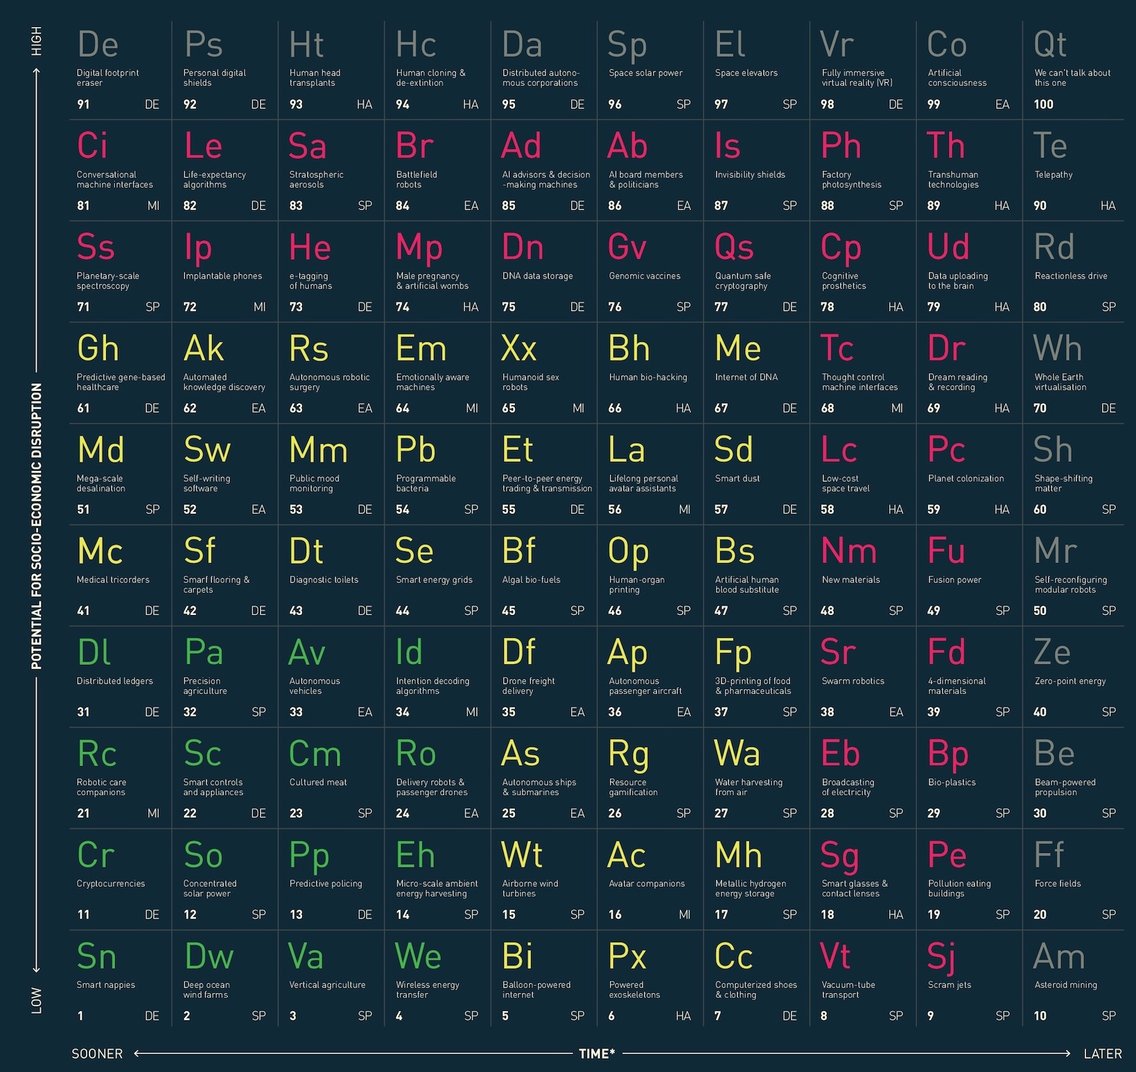 HIGH
POTENTIAL FOR SOCIO-ECONOMIC DISRUPTION
LOW
De
Digital footprint
eraser
91 DE
Ps
Personal digital
shields
92 DE
Ht
Human head
transplants
93 HA
Hc
Human cloning &
de-extintion
94 HA
Da
Distributed autono-
mous corporations
95 DE
Sp
Space solar power
96 SP
El
Space elevators
97 SP
Vr
Fully immersive
virtual reality (VR)
98 DE
Co
Artificial
consciousness
99 EA
Qt
We can't talk about
this one
100
Ci
Conversational
machine interfaces
81 MI
Le
Life-expectancy
algorithms
82 DE
Sa
Stratospheric
aerosols
83 SP
Br
Battlefield
robots
84 EA
Ad
AI advisors & decision
-making machines
85 DE
Ab
AI board members
& politicians
86 EA
Is
Invisibility shields
87 SP
Ph
Factory
photosynthesis
88 SP
Th
Transhuman
technologies
89 HA
Te
Telepathy
90 HA
Ss
Planetary-scale
spectroscopy
71 SP
Ip
Implantable phones
72 MI
He
e-tagging
of humans
73 DE
Mp
Male pregnancy
& artificial wombs
74 HA
Dn
DNA data storage
75 DE
Gv
Genomic vaccines
76 SP
Qs
Quantum safe
cryptography
77 DE
Cp
Cognitive
prosthetics
78 HA
Ud
Data uploading
to the brain
79 HA
Rd
Reactionless drive
80 SP
Gh
Predictive gene-based
healthcare
61 DE
Ak
Automated
knowledge discovery
62 EA
Rs
Autonomous robotic
surgery
63 EA
Em
Emotionally aware
machines
64 MI
Xx
Humanoid sex
robots
65 MI
Bh
Human bio-hacking
66 HA
Me
Internet of DNA
67 DE
Tc
Thought control
machine interfaces
68 MI
Dr
Dream reading
& recording
69 HA
Wh
Whole Earth
virtualisation
70 DE
Md
Mega-scale
desalination
51 SP
Sw
Self-writing
software
52 EA
Mm
Public mood
monitoring
53 DE
Pb
Programmable
bacteria
54 SP
Et
Peer-to-peer energy
trading & transmission
55 DE
La
Lifelong personal
avatar assistants
56 MI
Sd
Smart dust
57 DE
Lc
Low-cost
space travel
58 HA
Pc
Planet colonization
59 HA
Sh
Shape-shifting
matter
60 SP
Mc
Medical tricorders
41 DE
Sf
Smart flooring &
carpets
42 DE
Dt
Diagnostic toilets
43 DE
Se
Smart energy grids
44 SP
Bf
Algal bio-fuels
45 SP
Op
Human-organ
printing
46 SP
Bs
Artificial human
blood substitute
47 SP
Nm
New materials
48 SP
Fu
Fusion power
49 SP
Mr
Self-reconfiguring
modular robots
50 SP
Dl
Distributed ledgers
31 DE
Pa
Precision
agriculture
32 SP
Av
Autonomous
vehicles
33 EA
Id
Intention decoding
algorithms
34 MI
Df
Drone freight
delivery
35 EA
Ap
Autonomous
passenger aircraft
36 EA
Fp
3D-printing of food
& pharmaceuticals
37 SP
Sr
Swarm robotics
38 EA
Fd
4-dimensional
materials
39 SP
Ze
Zero-point energy
40 SP
Rc
Robotic care
companions
21 MI
Sc
Smart controls
and appliances
22 DE
Cm
Cultured meat
23 SP
Ro
Delivery robots &
passenger drones
24 EA
As
Autonomous ships
& submarines
25 EA
Rg
Resource
gamification
26 SP
Wa
Water harvesting
from air
27 SP
Eb
Broadcasting
of electricity
28 SP
Bp
Bio-plastics
29 SP
Be
Beam-powered
propulsion
30 SP
Cr
Cryptocurrencies
11 DE
So
Concentrated
solar power
12 SP
Pp
Predictive policing
13 DE
Eh
Micro-scale ambient
energy harvesting
14 SP
Wt
Airborne wind
turbines
15 SP
Ac
Avatar companions
16 MI
Mh
Metallic hydrogen
energy storage
17 SP
Sg
Smart glasses &
contact lenses
18 HA
Pe
Pollution eating
buildings
19 SP
Ff
Force fields
20 SP
Sn
Smart nappies
1 DE
Dw
Deep ocean
wind farms
2 SP
Va
Vertical agriculture
3 SP
We
Wireless energy
transfer
4 SP
Bi
Balloon-powered
internet
5 SP
Px
Powered
exoskeletons
6 HA
Cc
Computerized shoes
& clothing
7 DE
Vt
Vacuum-tube
transport
8 SP
Sj
Scram jets
9 SP
Am
Asteroid mining
10 SP
SOONER TIME* LATER